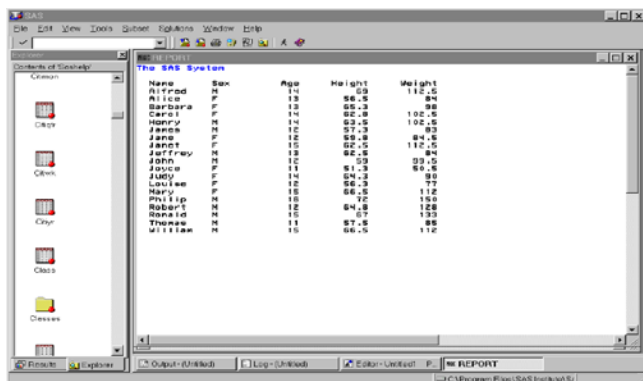 SAS
File Edit View Tools Subset Solutions Window Help
Explorer
Contents of 'Sashelp'
Citimon
Citiqtr
Citiwk
Citiyr
Class
Classes
Results Explorer
REPORT
The SAS System
Name Sex Age Height Weight
Alfred M 14 69 112.5
Alice F 13 56.5 84
Barbara F 13 65.3 98
Carol F 14 62.8 102.5
Henry M 14 63.5 102.5
James M 12 57.3 83
Jane F 12 59.8 84.5
Janet F 15 62.5 112.5
Jeffrey M 13 62.5 84
John M 12 59 99.5
Joyce F 11 51.3 50.5
Judy F 14 64.3 90
Louise F 12 56.3 77
Mary F 15 66.5 112
Philip M 16 72 150
Robert M 12 64.8 128
Ronald M 15 67 133
Thomas M 11 57.5 85
William M 15 66.5 112
Output - (Untitled) Log - (Untitled) Editor - Untitled1 P... REPORT
C:\Program Files\SAS Institute\S